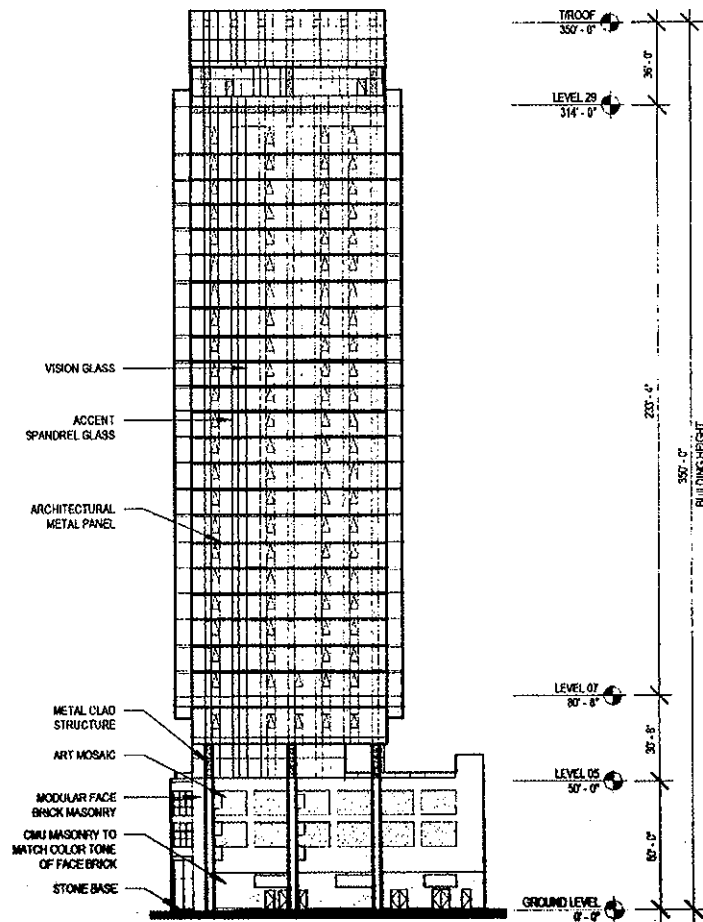 T/ROOF
350' - 0"
36' - 0"
LEVEL 29
314' - 0"
VISION GLASS
ACCENT
SPANDREL GLASS
233' - 4"
350' - 0"
BUILDING HEIGHT
ARCHITECTURAL
METAL PANEL
LEVEL 07
80' - 8"
METAL CLAD
STRUCTURE
30' - 8"
ART MOSAIC
LEVEL 05
50' - 0"
MODULAR FACE
BRICK MASONRY
CMU MASONRY TO
MATCH COLOR TONE
OF FACE BRICK
STONE BASE
GROUND LEVEL
0' - 0"